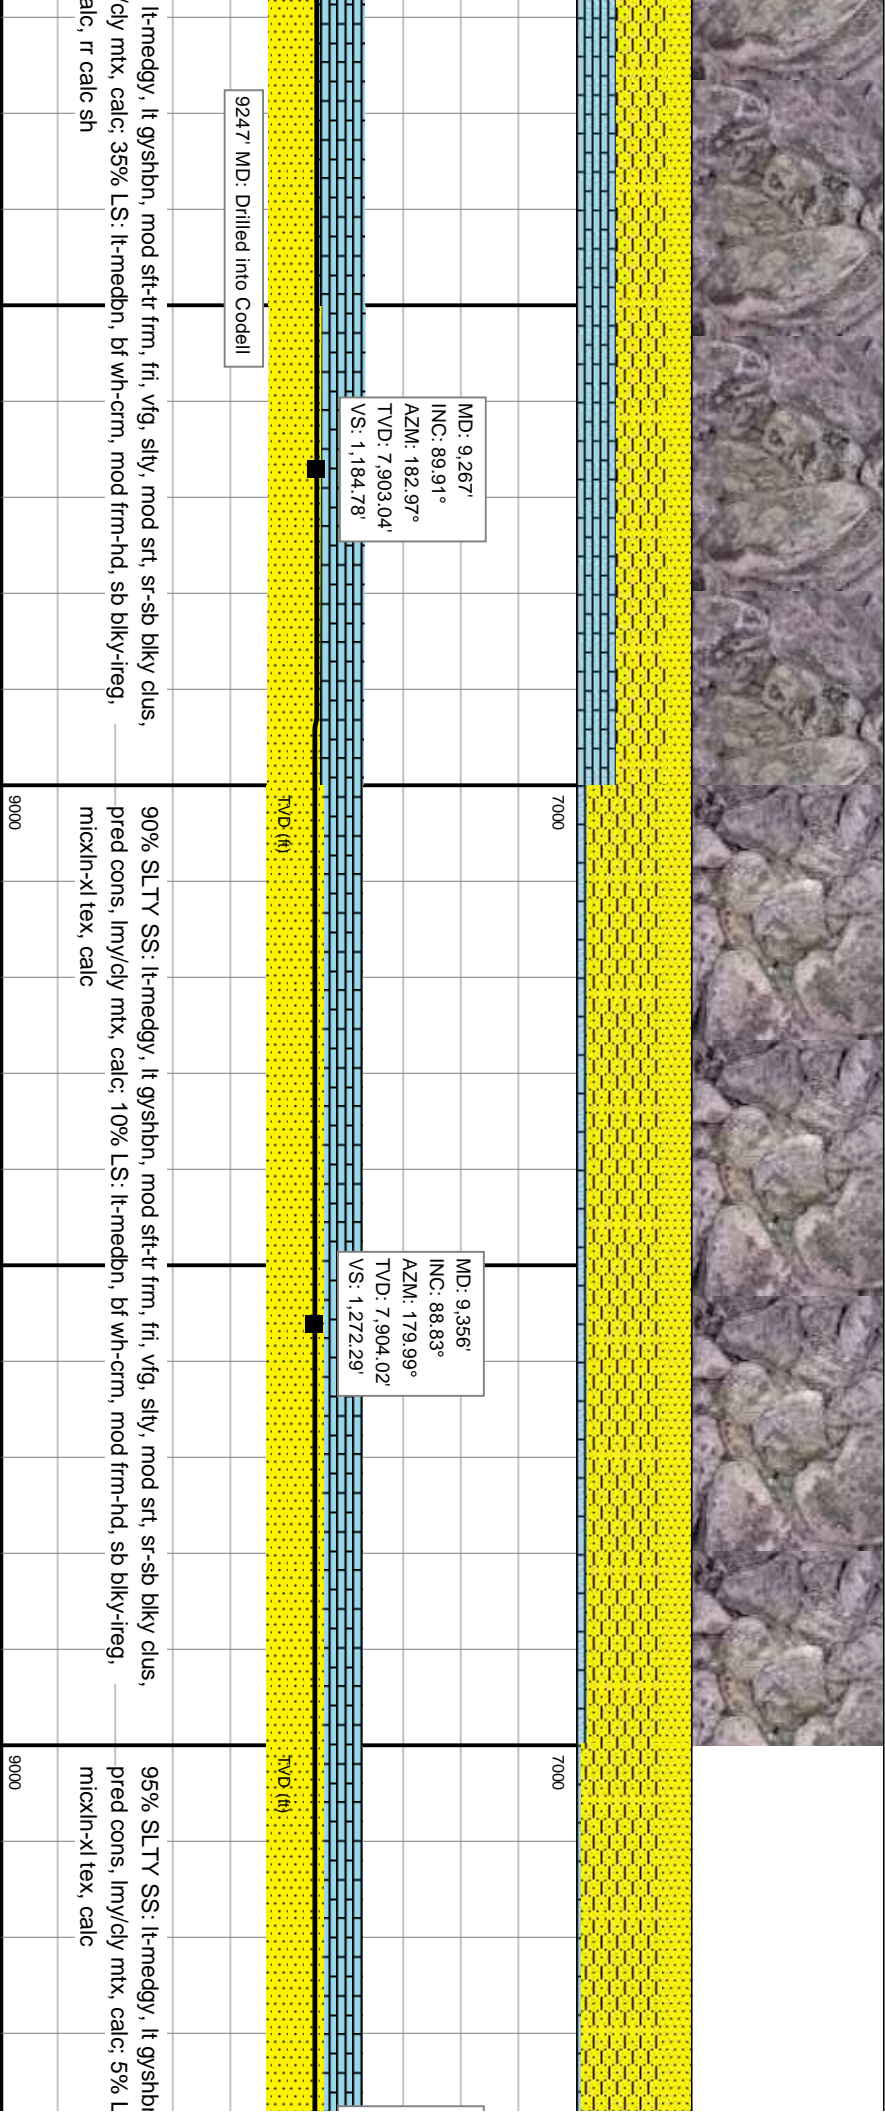 lt-medgy, lt gyshbn, mod sft-tr frm, fri, vfg, slty, mod srt, sr-sb blky clus,
cly mtx, calc; 35% LS: lt-medbn, bf wh-crm, mod frm-hd, sb blky-ireg,
alc, rr calc sh
9247' MD: Drilled into Codell
MD: 9,267'
INC: 89.91°
AZM: 182.97°
TVD: 7,903.04'
VS: 1,184.78'
7000
TVD (ft)
9000
90% SLTY SS: lt-medgy, lt gyshbn, mod sft-tr frm, fri, vfg, slty, mod srt, sr-sb blky clus,
pred cons, lmy/cly mtx, calc; 10% LS: lt-medbn, bf wh-crm, mod frm-hd, sb blky-ireg,
micxln-xl tex, calc
MD: 9,356'
INC: 88.83°
AZM: 179.99°
TVD: 7,904.02'
VS: 1,272.29'
7000
TVD (ft)
9000
95% SLTY SS: lt-medgy, lt gyshbn
pred cons, lmy/cly mtx, calc; 5% L
micxln-xl tex, calc